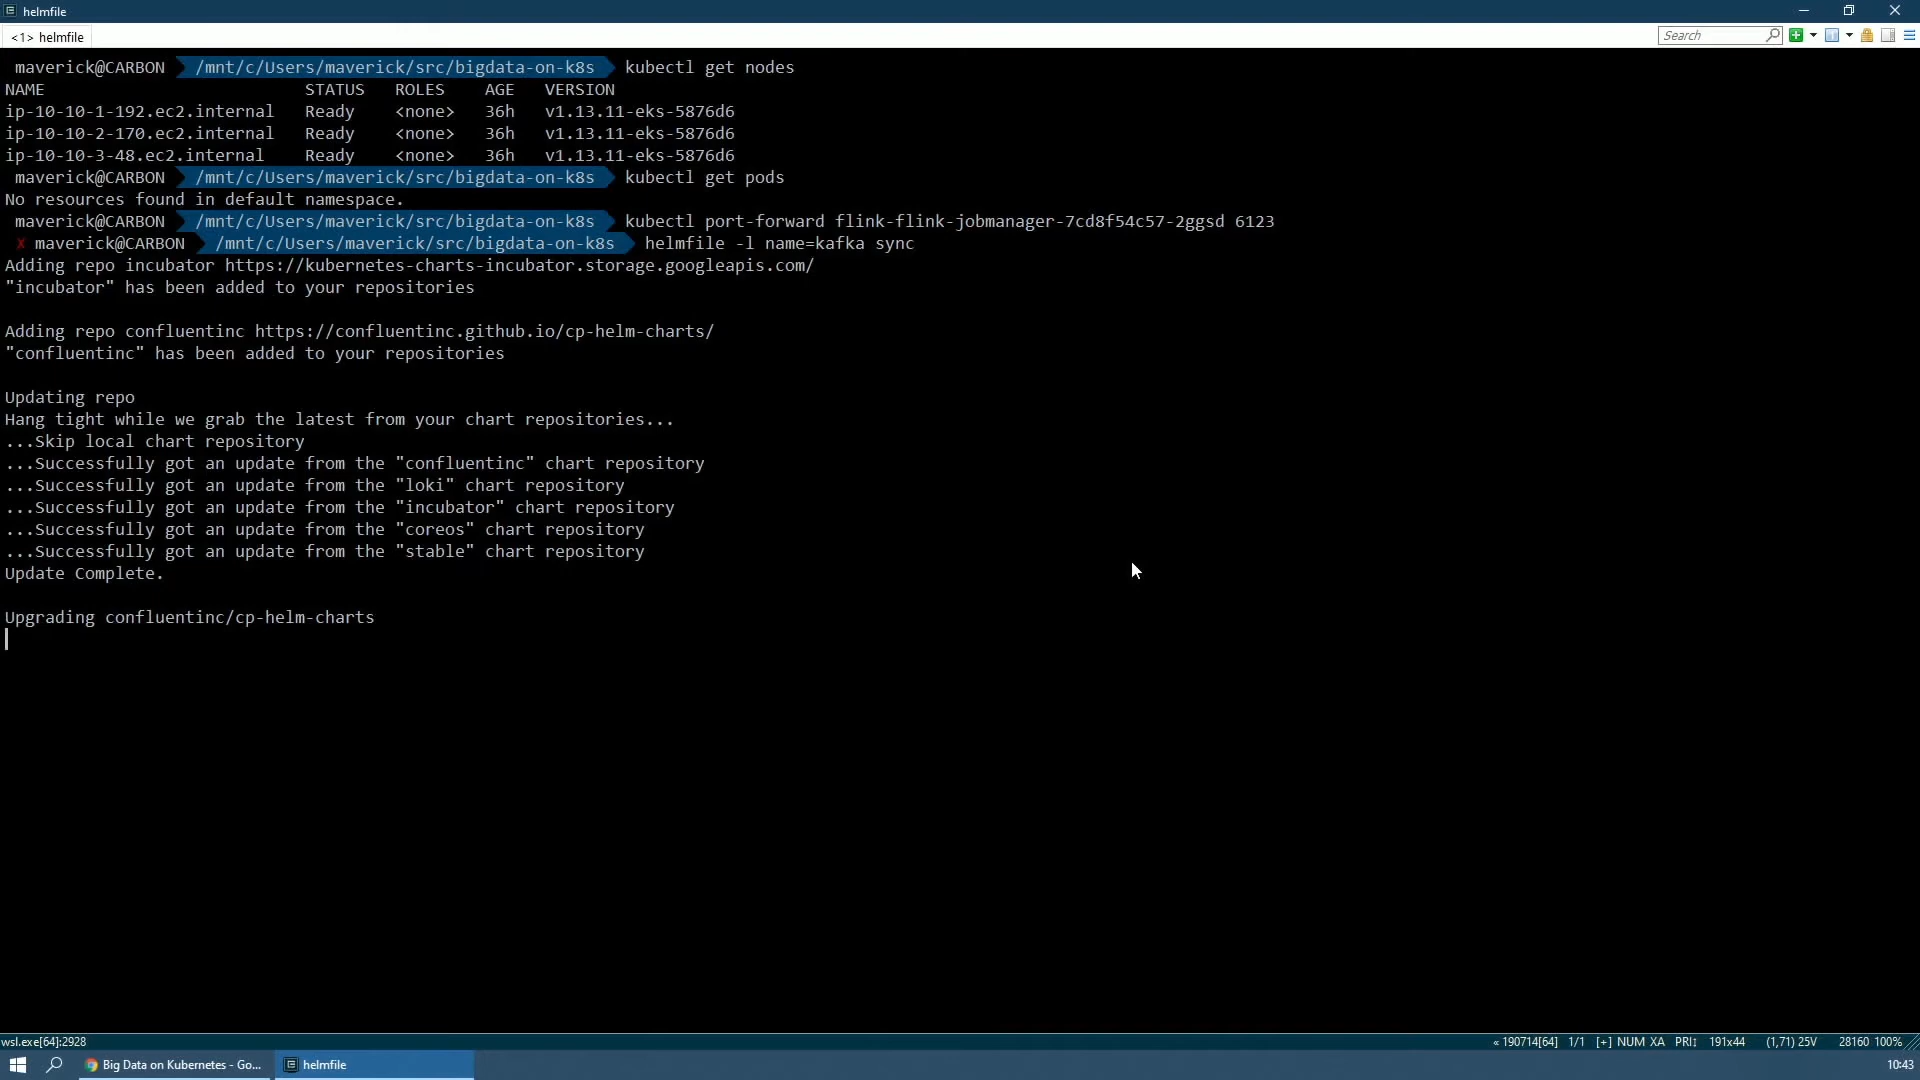 helmfile
<1> helmfile
Search
maverick@CARBON /mnt/c/Users/maverick/src/bigdata-on-k8s kubectl get nodes
NAME STATUS ROLES AGE VERSION
ip-10-10-1-192.ec2.internal Ready <none> 36h v1.13.11-eks-5876d6
ip-10-10-2-170.ec2.internal Ready <none> 36h v1.13.11-eks-5876d6
ip-10-10-3-48.ec2.internal Ready <none> 36h v1.13.11-eks-5876d6
maverick@CARBON /mnt/c/Users/maverick/src/bigdata-on-k8s kubectl get pods
No resources found in default namespace.
maverick@CARBON /mnt/c/Users/maverick/src/bigdata-on-k8s kubectl port-forward flink-flink-jobmanager-7cd8f54c57-2ggsd 6123
✗ maverick@CARBON /mnt/c/Users/maverick/src/bigdata-on-k8s helmfile -l name=kafka sync
Adding repo incubator https://kubernetes-charts-incubator.storage.googleapis.com/
"incubator" has been added to your repositories
Adding repo confluentinc https://confluentinc.github.io/cp-helm-charts/
"confluentinc" has been added to your repositories
Updating repo
Hang tight while we grab the latest from your chart repositories...
...Skip local chart repository
...Successfully got an update from the "confluentinc" chart repository
...Successfully got an update from the "loki" chart repository
...Successfully got an update from the "incubator" chart repository
...Successfully got an update from the "coreos" chart repository
...Successfully got an update from the "stable" chart repository
Update Complete.
Upgrading confluentinc/cp-helm-charts
wsl.exe[64]:2928 « 190714[64] 1/1 [+] NUM XA PRI↕ 191x44 (1,71) 25V 28160 100%
Big Data on Kubernetes - Go... helmfile 10:43